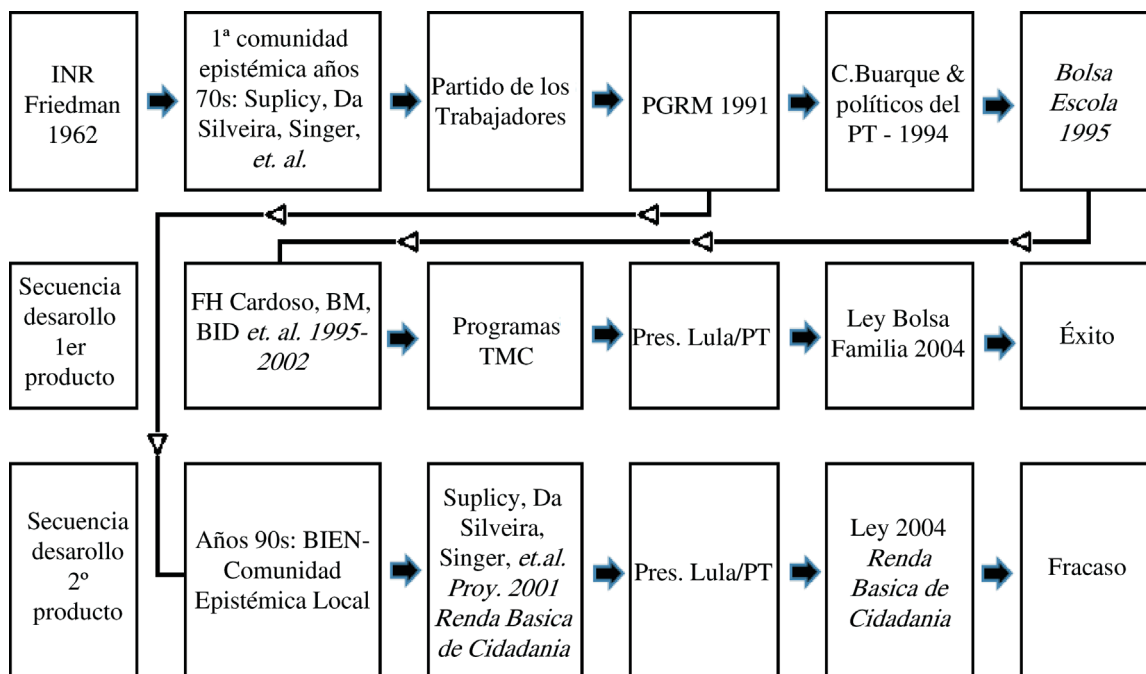 INR
Friedman
1962
1ª comunidad
epistémica años
70s: Suplicy, Da
Silveira, Singer,
et. al.
Partido de los
Trabajadores
PGRM 1991
C.Buarque &
políticos del
PT - 1994
Bolsa
Escola
1995
Secuencia
desarollo
1er
producto
FH Cardoso, BM,
BID et. al. 1995-
2002
Programas
TMC
Pres. Lula/PT
Ley Bolsa
Familia 2004
Éxito
Secuencia
desarollo
2º
producto
Años 90s: BIEN-
Comunidad
Epistémica Local
Suplicy, Da
Silveira,
Singer, et.al.
Proy. 2001
Renda Basica
de Cidadania
Pres. Lula/PT
Ley 2004
Renda
Basica de
Cidadania
Fracaso